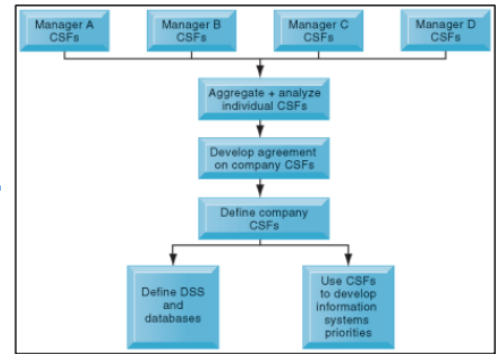 Manager A
CSFs
Manager B
CSFs
Manager C
CSFs
Manager D
CSFs
Aggregate + analyze
individual CSFs
Develop agreement
on company CSFs
Define company
CSFs
Define DSS
and
databases
Use CSFs
to develop
information
systems
priorities